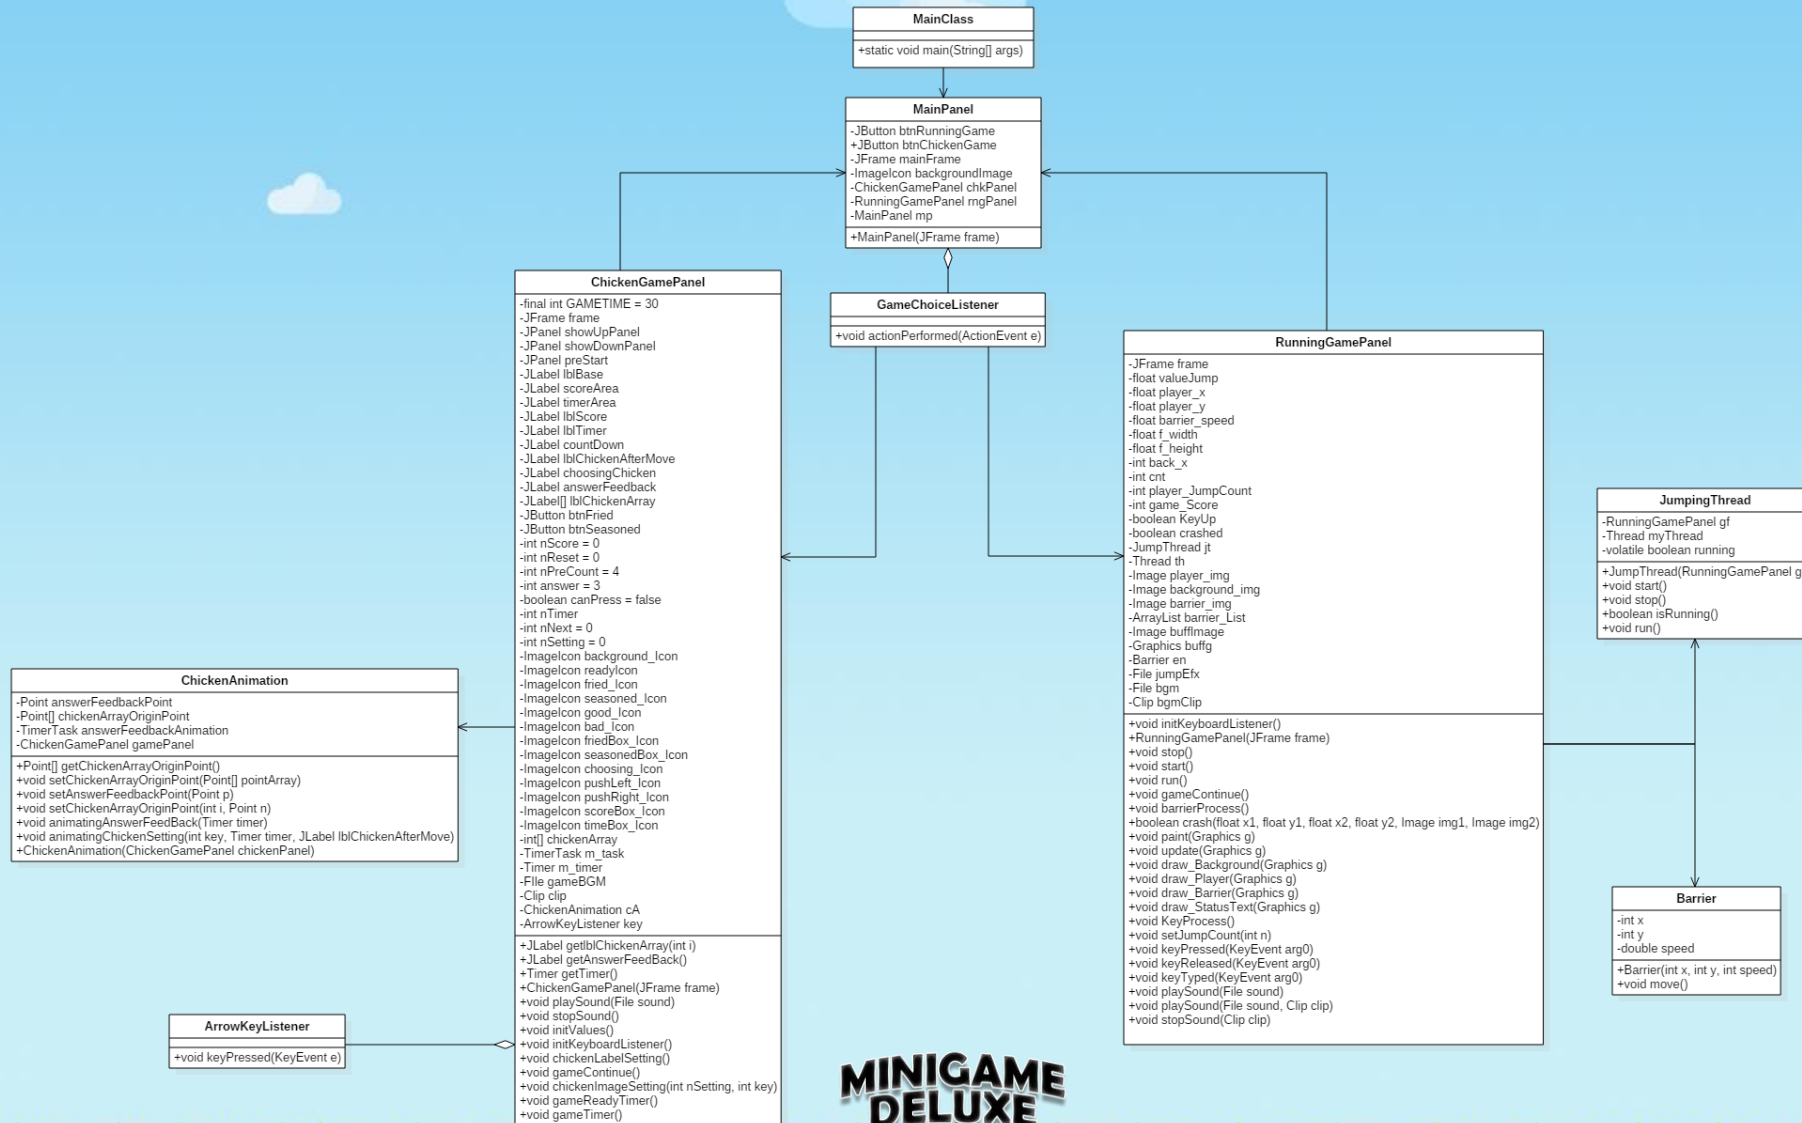 MainClass
+static void main(String[] args)
MainPanel
-JButton btnRunningGame
+JButton btnChickenGame
-JFrame mainFrame
-ImageIcon backgroundImage
-ChickenGamePanel chkPanel
-RunningGamePanel rngPanel
-MainPanel mp
+MainPanel(JFrame frame)
GameChoiceListener
+void actionPerformed(ActionEvent e)
ChickenGamePanel
-final int GAMETIME = 30
-JFrame frame
-JPanel showUpPanel
-JPanel showDownPanel
-JPanel preStart
-JLabel lblBase
-JLabel scoreArea
-JLabel timerArea
-JLabel lblScore
-JLabel lblTimer
-JLabel countDown
-JLabel lblChickenAfterMove
-JLabel choosingChicken
-JLabel answerFeedback
-JLabel[] lblChickenArray
-JButton btnFried
-JButton btnSeasoned
-int nScore = 0
-int nReset = 0
-int nPreCount = 4
-int answer = 3
-boolean canPress = false
-int nTimer
-int nNext = 0
-int nSetting = 0
-ImageIcon background_Icon
-ImageIcon readyIcon
-ImageIcon fried_Icon
-ImageIcon seasoned_Icon
-ImageIcon good_Icon
-ImageIcon bad_Icon
-ImageIcon friedBox_Icon
-ImageIcon seasonedBox_Icon
-ImageIcon choosing_Icon
-ImageIcon pushLeft_Icon
-ImageIcon pushRight_Icon
-ImageIcon scoreBox_Icon
-ImageIcon timeBox_Icon
-int[] chickenArray
-TimerTask m_task
-Timer m_timer
-FIle gameBGM
-Clip clip
-ChickenAnimation cA
-ArrowKeyListener key
+JLabel getlblChickenArray(int i)
+JLabel getAnswerFeedBack()
+Timer getTimer()
+ChickenGamePanel(JFrame frame)
+void playSound(File sound)
+void stopSound()
+void initValues()
+void initKeyboardListener()
+void chickenLabelSetting()
+void gameContinue()
+void chickenImageSetting(int nSetting, int key)
+void gameReadyTimer()
+void gameTimer()
ChickenAnimation
-Point answerFeedbackPoint
-Point[] chickenArrayOriginPoint
-TimerTask answerFeedbackAnimation
-ChickenGamePanel gamePanel
+Point[] getChickenArrayOriginPoint()
+void setChickenArrayOriginPoint(Point[] pointArray)
+void setAnswerFeedbackPoint(Point p)
+void setChickenArrayOriginPoint(int i, Point n)
+void animatingAnswerFeedBack(Timer timer)
+void animatingChickenSetting(int key, Timer timer, JLabel lblChickenAfterMove)
+ChickenAnimation(ChickenGamePanel chickenPanel)
ArrowKeyListener
+void keyPressed(KeyEvent e)
RunningGamePanel
-JFrame frame
-float valueJump
-float player_x
-float player_y
-float barrier_speed
-float f_width
-float f_height
-int back_x
-int cnt
-int player_JumpCount
-int game_Score
-boolean KeyUp
-boolean crashed
-JumpThread jt
-Thread th
-Image player_img
-Image background_img
-Image barrier_img
-ArrayList barrier_List
-Image buffImage
-Graphics buffg
-Barrier en
-File jumpEfx
-File bgm
-Clip bgmClip
+void initKeyboardListener()
+RunningGamePanel(JFrame frame)
+void stop()
+void start()
+void run()
+void gameContinue()
+void barrierProcess()
+boolean crash(float x1, float y1, float x2, float y2, Image img1, Image img2)
+void paint(Graphics g)
+void update(Graphics g)
+void draw_Background(Graphics g)
+void draw_Player(Graphics g)
+void draw_Barrier(Graphics g)
+void draw_StatusText(Graphics g)
+void KeyProcess()
+void setJumpCount(int n)
+void keyPressed(KeyEvent arg0)
+void keyReleased(KeyEvent arg0)
+void keyTyped(KeyEvent arg0)
+void playSound(File sound)
+void playSound(File sound, Clip clip)
+void stopSound(Clip clip)
JumpingThread
-RunningGamePanel gf
-Thread myThread
-volatile boolean running
+JumpThread(RunningGamePanel g
+void start()
+void stop()
+boolean isRunning()
+void run()
Barrier
-int x
-int y
-double speed
+Barrier(int x, int y, int speed)
+void move()
MINIGAME
DELUXE